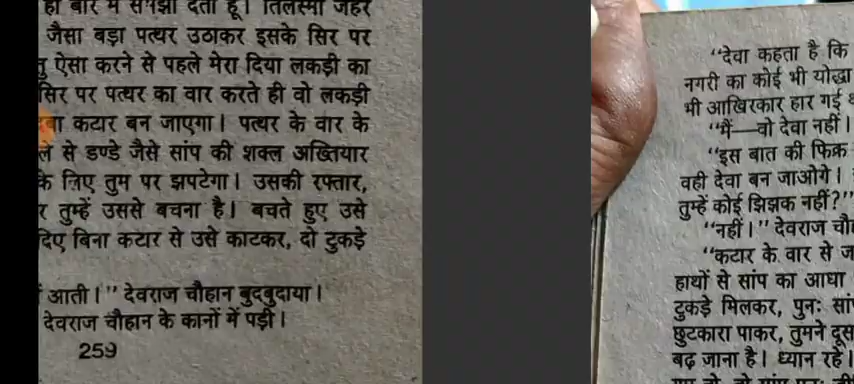 ही बार में समझा देता हूं। तिलस्मी जहर
जैसा बड़ा पत्थर उठाकर इसके सिर पर
ऐसा करने से पहले मेरा दिया लकड़ी का
सिर पर पत्थर का वार करते ही वो लकड़ी
कटार बन जाएगा। पत्थर के वार के
से डण्डे जैसे सांप की शक्ल अख्तियार
के लिए तुम पर झपटेगा। उसकी रफ्तार,
तुम्हें उससे बचना है। बचते हुए उसे
दिए बिना कटार से उसे काटकर, दो टुकड़े
आती।'' देवराज चौहान बुदबुदाया।
देवराज चौहान के कानों में पड़ी।
259
''देवा कहता है कि
नगरी का कोई भी योद्धा
भी आखिरकार हार गई
''मैं—वो देवा नहीं।
''इस बात की फिक्र
वही देवा बन जाओगे।
तुम्हें कोई झिझक नहीं?''
''नहीं।'' देवराज
''कटार के वार से
हाथों से सांप का आधा
टुकड़े मिलकर, पुनः
छुटकारा पाकर, तुमने
बढ़ जाना है। ध्यान रहे।